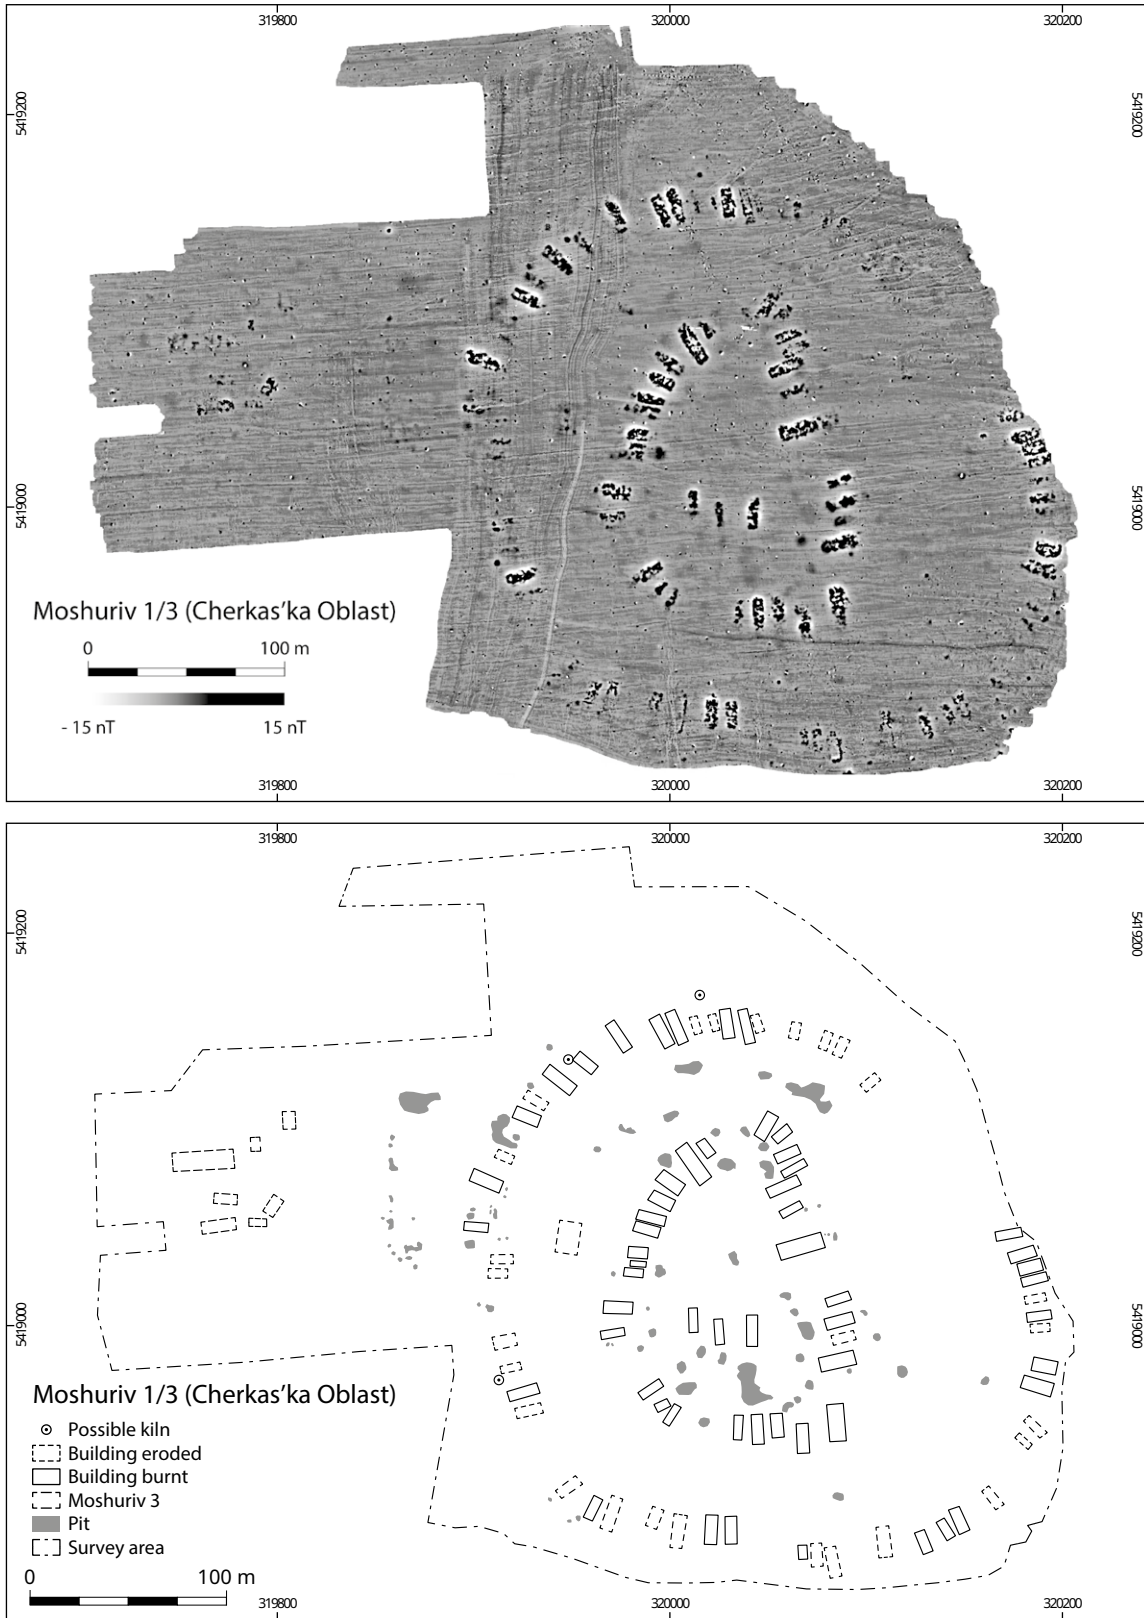 319800
320000
320200
5419200
5419200
5419000
5419000
Moshuriv 1/3 (Cherkas'ka Oblast)
0
100 m
- 15 nT
15 nT
319800
320000
320200
319800
320000
320200
5419200
5419200
5419000
5419000
Moshuriv 1/3 (Cherkas'ka Oblast)
Possible kiln
Building eroded
Building burnt
Moshuriv 3
Pit
Survey area
0
100 m
319800
320000
320200